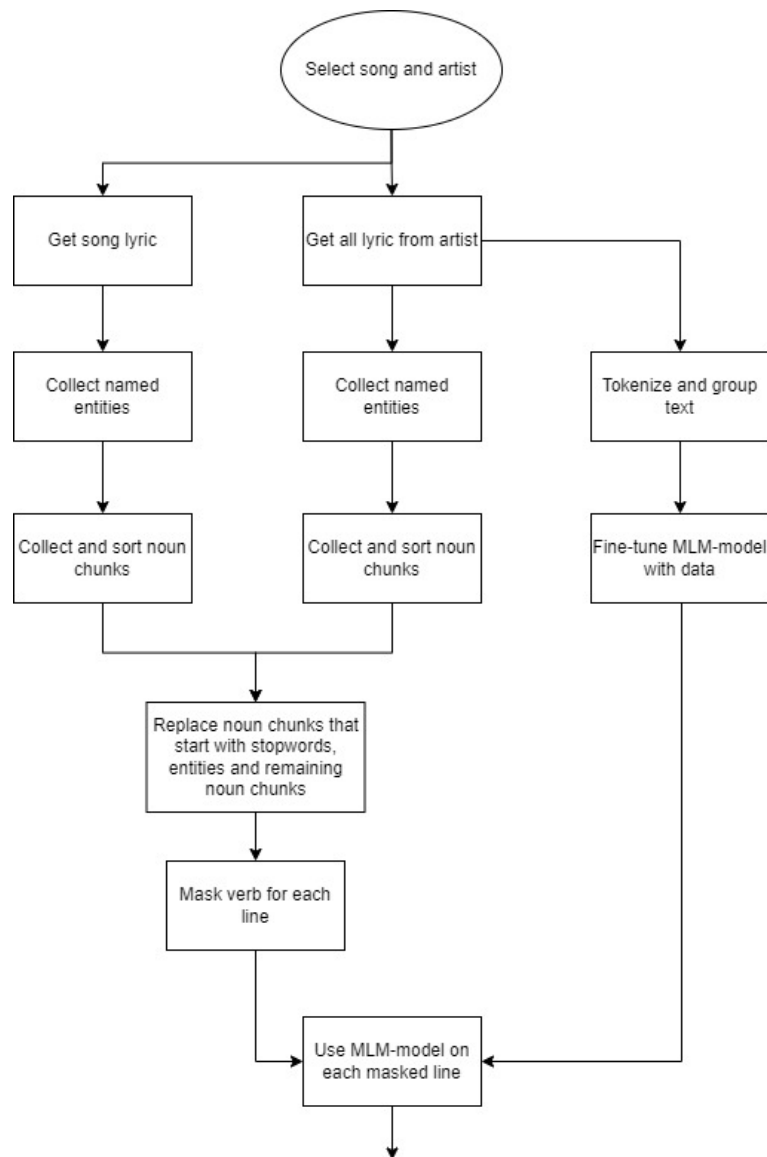 Select song and artist
Get song lyric
Get all lyric from artist
Collect named
entities
Collect named
entities
Tokenize and group
text
Collect and sort noun
chunks
Collect and sort noun
chunks
Fine-tune MLM-model
with data
Replace noun chunks that
start with stopwords,
entities and remaining
noun chunks
Mask verb for each
line
Use MLM-model on
each masked line